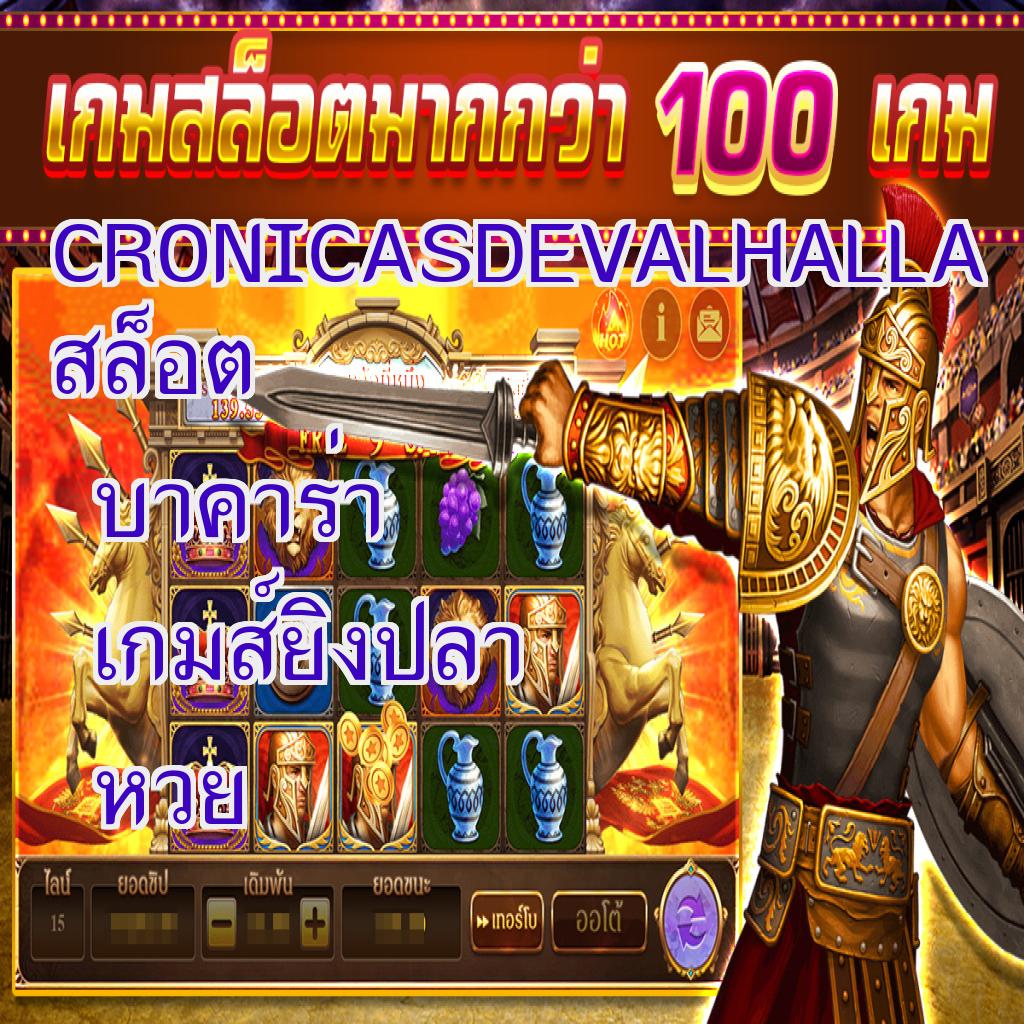 เกมสล็อตมากกว่า 100 เกม
CRONICASDEVALHALLA
สล็อต
บาคาร่า
เกมส์ยิงปลา
หวย
HOT
i
ไลน์ ยอดชิป เดิมพัน ยอดชนะ
15 - + เทอร์โบ ออโต้